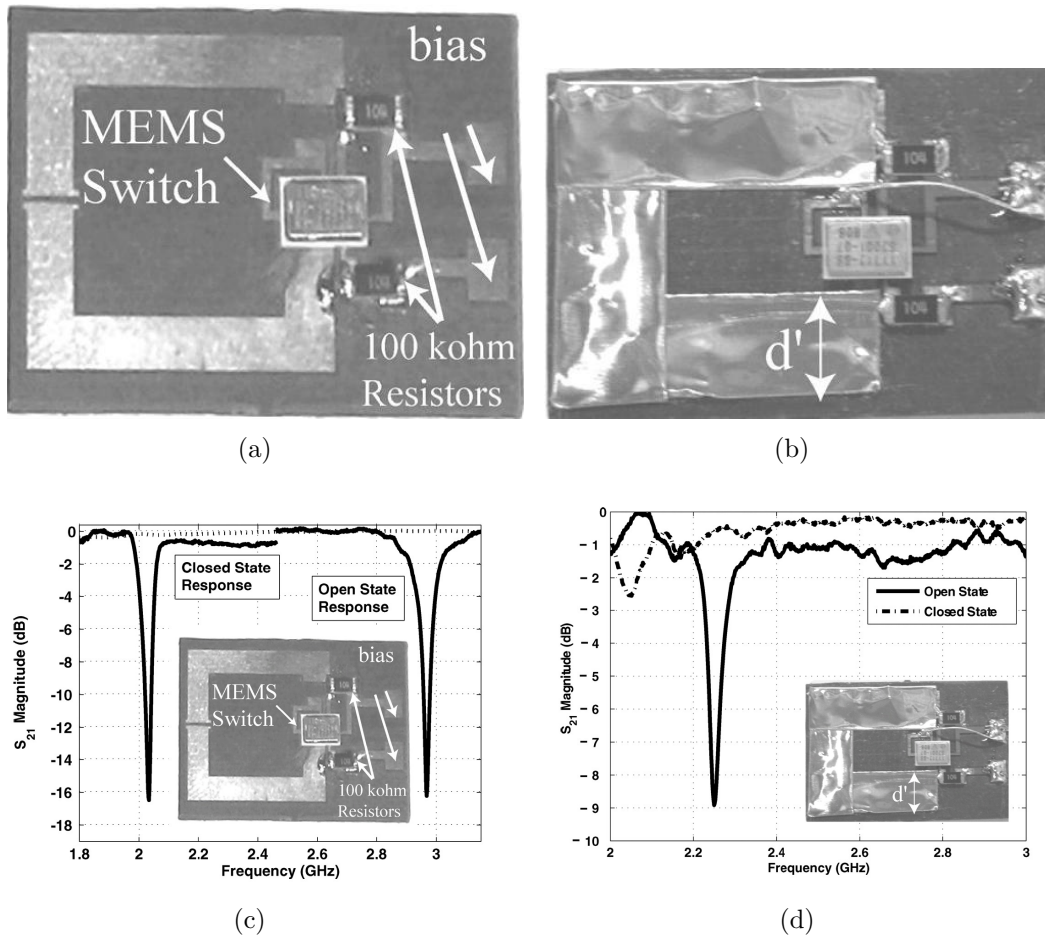 bias
MEMS
Switch
104
104
100 kohm
Resistors
(a)
104
104
d'
(b)
0
-2
-4
-6
-8
-10
-12
-14
-16
-18
S21 Magnitude (dB)
1.8
2
2.2
2.4
2.6
2.8
3
Frequency (GHz)
Closed State
Response
Open State
Response
bias
MEMS
Switch
104
100 kohm
Resistors
(c)
0
-1
-2
-3
-4
-5
-6
-7
-8
-9
-10
S21 Magnitude (dB)
2
2.2
2.4
2.6
2.8
3
Frequency (GHz)
Open State
Closed State
104
d'
(d)